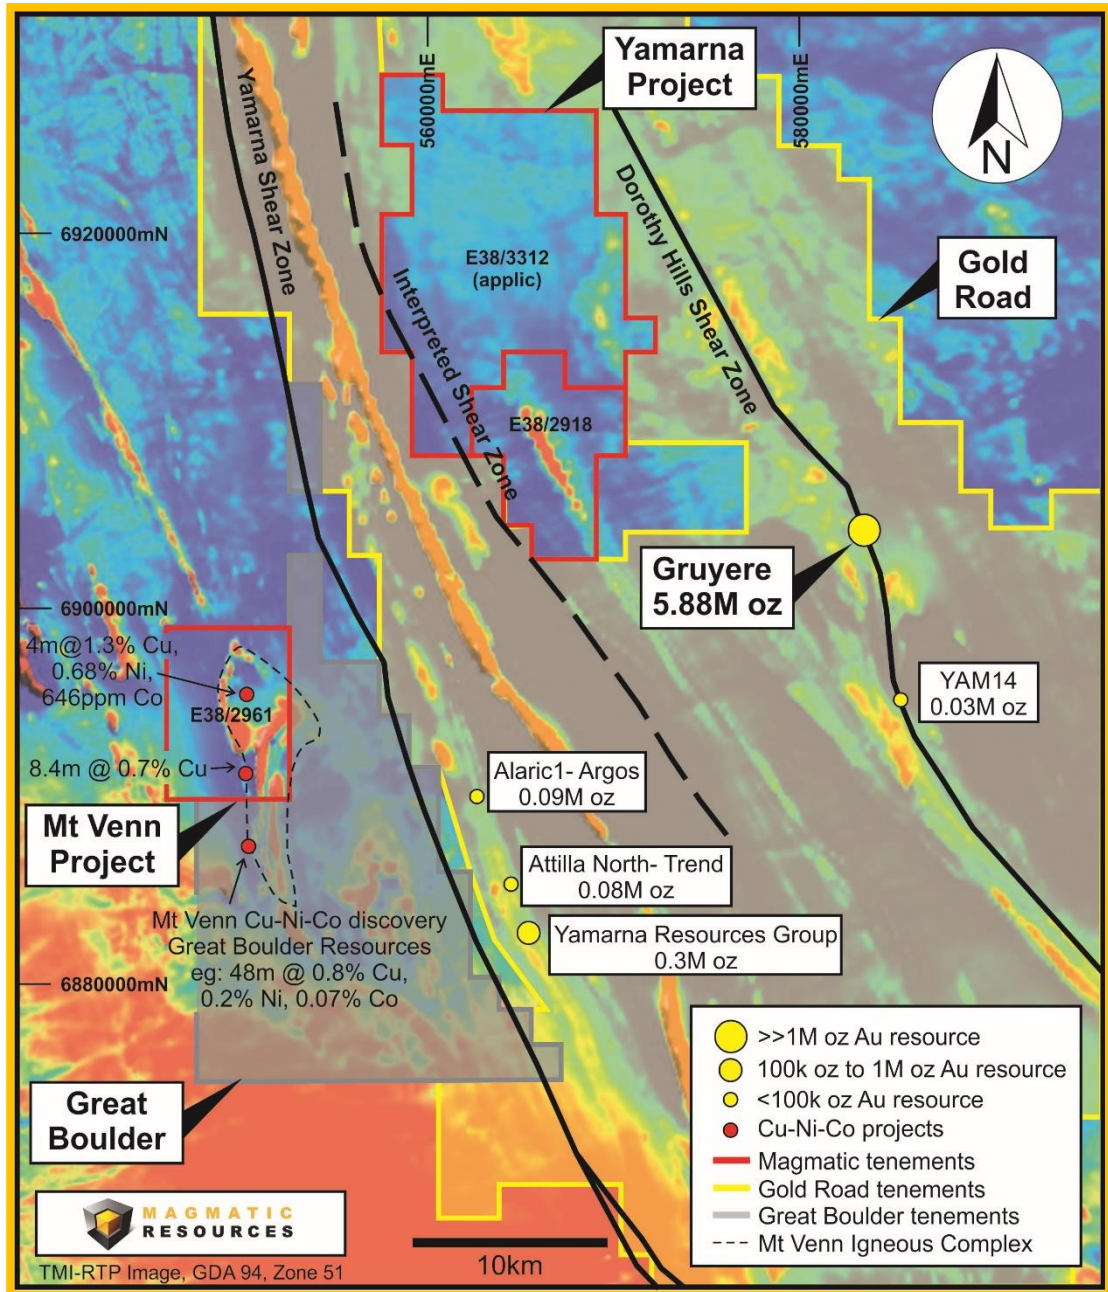 Yamarna
Project
560000mE
580000mE
N
Yamarna Shear Zone
Dorothy Hills Shear Zone
6920000mN
E38/3312
(applic)
Gold
Road
Interpreted Shear Zone
E38/2918
Gruyere
5.88M oz
6900000mN
4m@1.3% Cu,
0.68% Ni,
646ppm Co
E38/2961
YAM14
0.03M oz
8.4m @ 0.7% Cu
Alaric1- Argos
0.09M oz
Mt Venn
Project
Attilla North- Trend
0.08M oz
Mt Venn Cu-Ni-Co discovery
Great Boulder Resources
eg: 48m @ 0.8% Cu,
0.2% Ni, 0.07% Co
Yamarna Resources Group
0.3M oz
6880000mN
Great
Boulder
>>1M oz Au resource
100k oz to 1M oz Au resource
<100k oz Au resource
Cu-Ni-Co projects
Magmatic tenements
Gold Road tenements
Great Boulder tenements
Mt Venn Igneous Complex
MAGMATIC
RESOURCES
10km
TMI-RTP Image, GDA 94, Zone 51